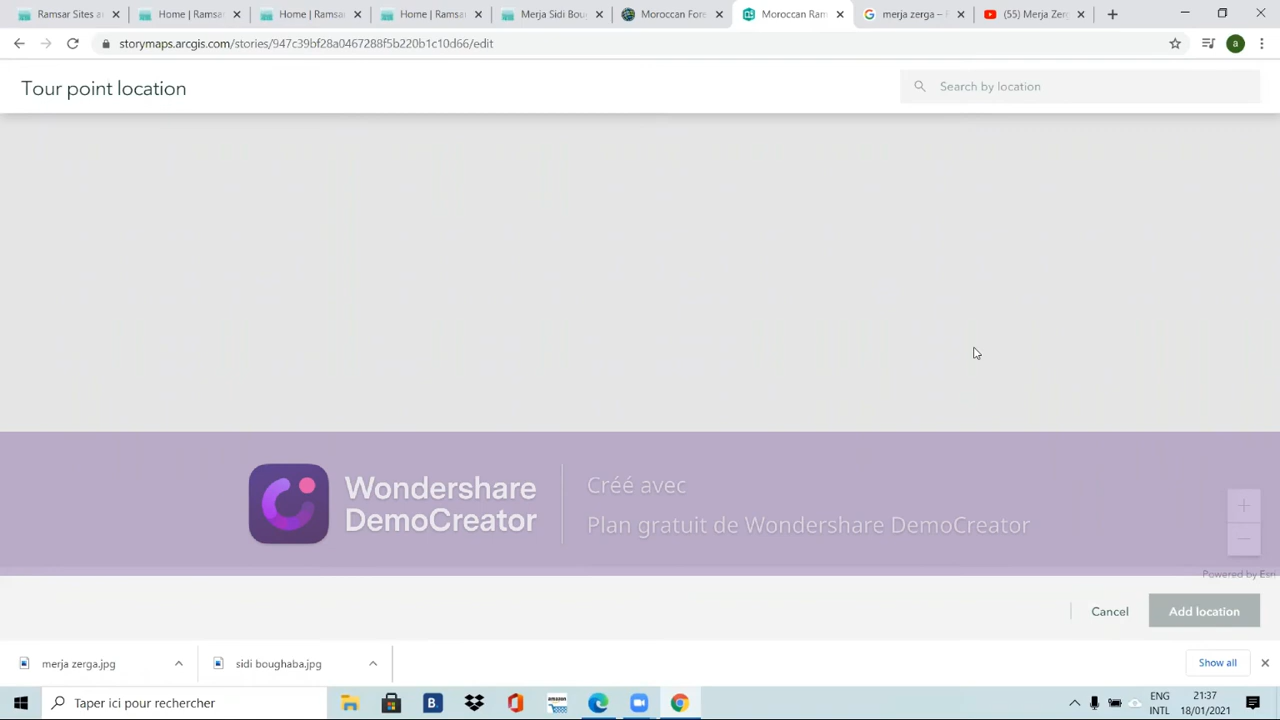 Ramsar Sites a
Home | Ramsa
Home | Ramsa
Home | Ramsa
Merja Sidi Bou
Moroccan Fore
Moroccan Ram
merja zerga –
(55) Merja Zer
storymaps.arcgis.com/stories/947c39bf28a0467288f5b220b1c10d66/edit
a
Tour point location
Search by location
Wondershare
DemoCreator
Créé avec
Plan gratuit de Wondershare DemoCreator
Powered by Esri
Cancel
Add location
merja zerga.jpg
sidi boughaba.jpg
Show all
Taper ici pour rechercher
B.
amazon
ENG
INTL
21:37
18/01/2021